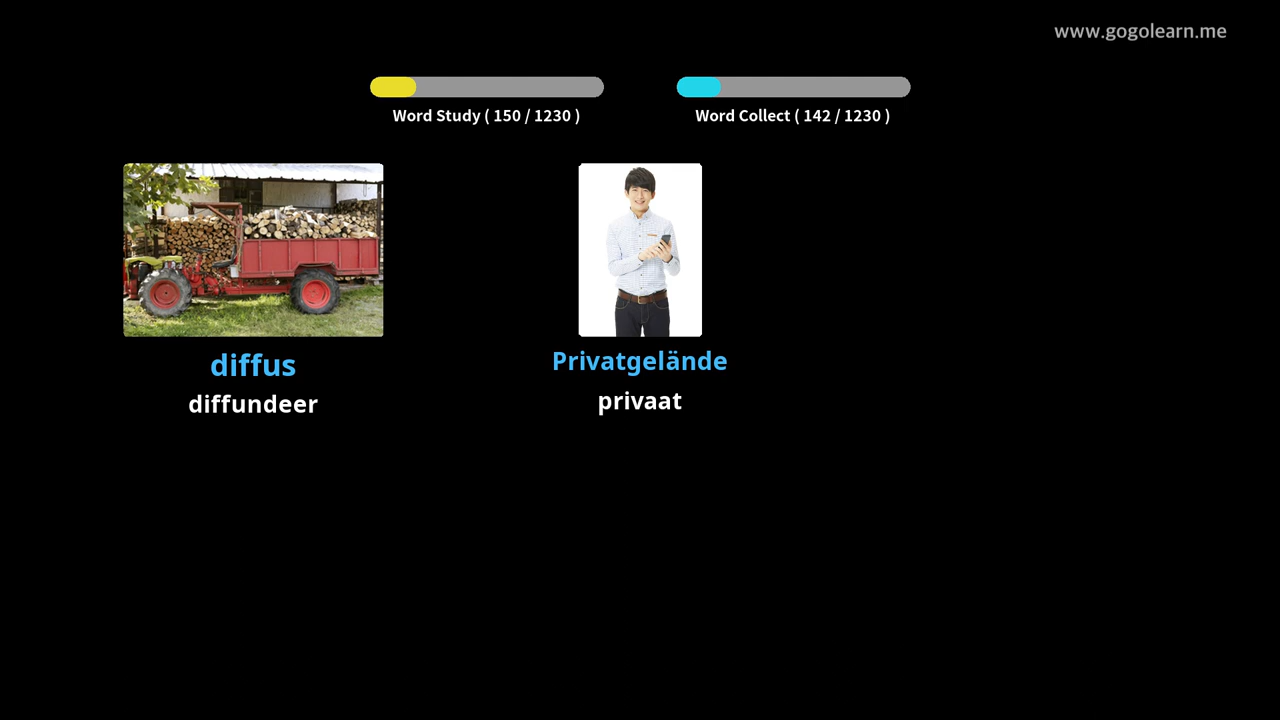 www.gogolearn.me
Word Study ( 150 / 1230 )
Word Collect ( 142 / 1230 )
diffus
diffundeer
Privatgelände
privaat